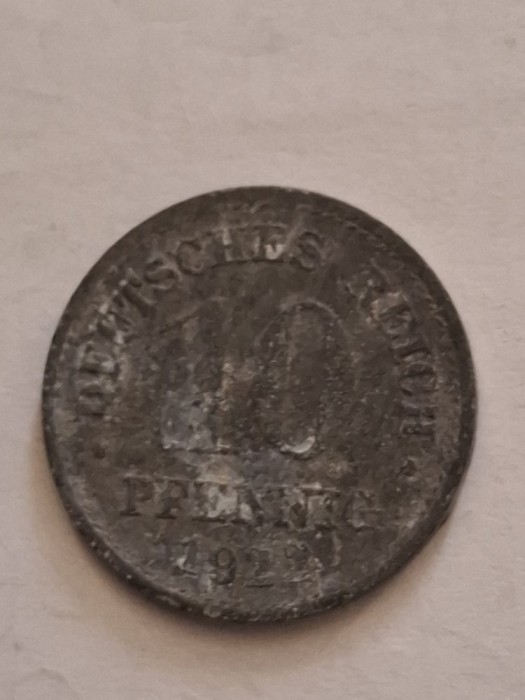 DEUTSCHES REICH
10
PFENNIG
1922